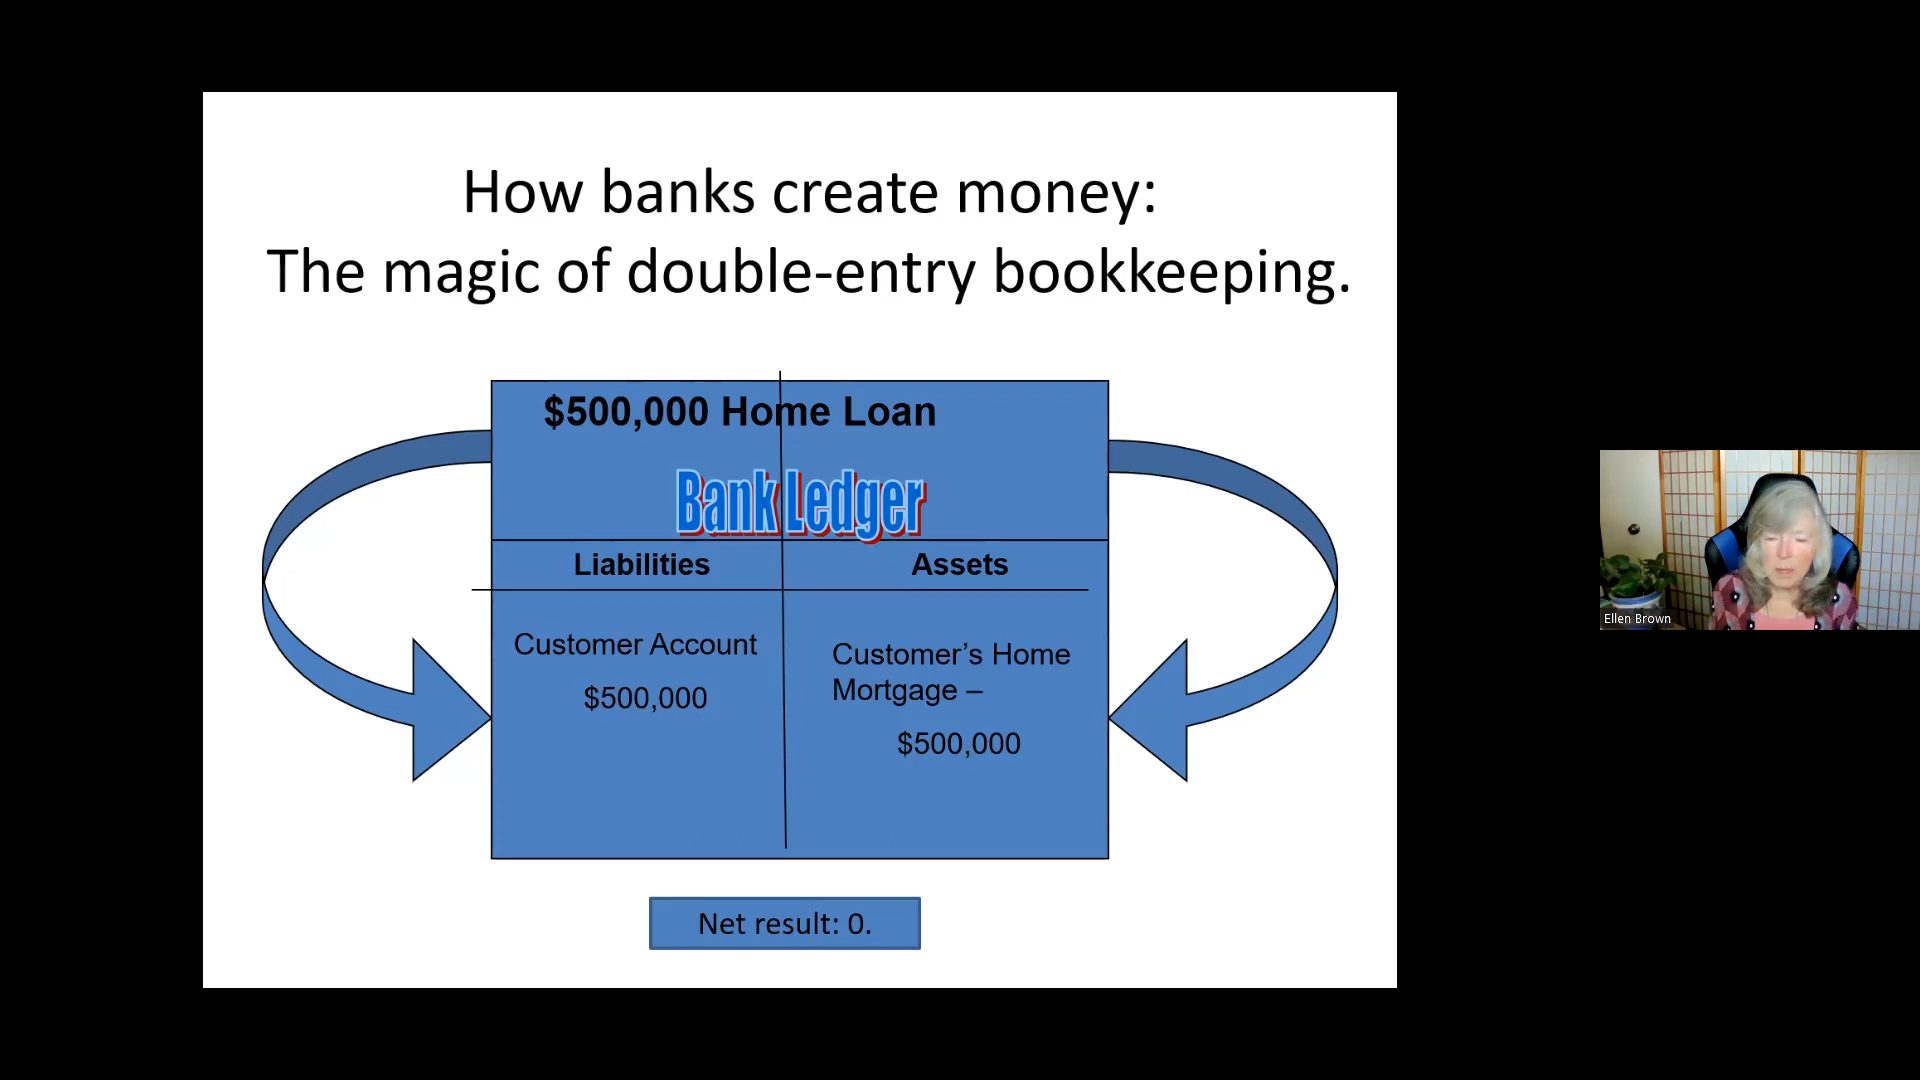 How banks create money:
The magic of double-entry bookkeeping.
$500,000 Home Loan
Bank Ledger
Liabilities
Assets
Customer Account
$500,000
Customer’s Home
Mortgage –
$500,000
Net result: 0.
Ellen Brown